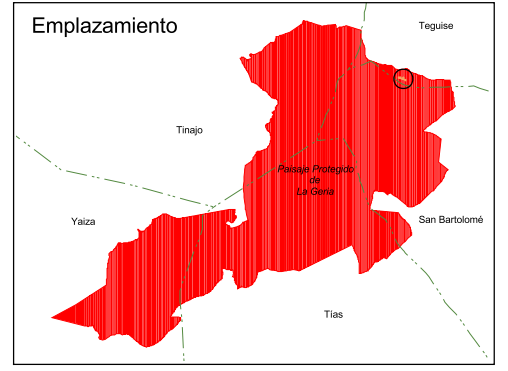 Emplazamiento
Teguise
Tinajo
Paisaje Protegido
de
La Geria
Yaiza
San Bartolomé
Tías